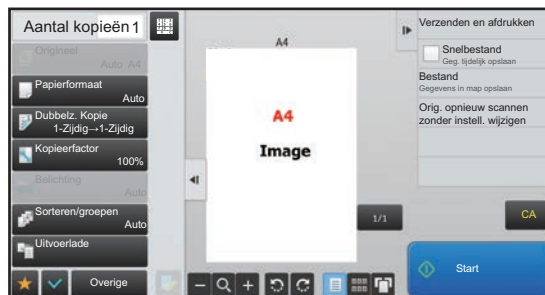 Aantal kopieën 1
Origineel
Auto A4
Papierformaat
Auto
Dubbelz. Kopie
1-Zijdig→1-Zijdig
Kopieerfactor
100%
Belichting
Auto
Sorteren/groepen
Auto
Uitvoerlade
Overige
A4
A4
Image
1/1
Verzenden en afdrukken
Snelbestand
Geg. tijdelijk opslaan
Bestand
Gegevens in map opslaan
Orig. opnieuw scannen
zonder instell. wijzigen
CA
Start